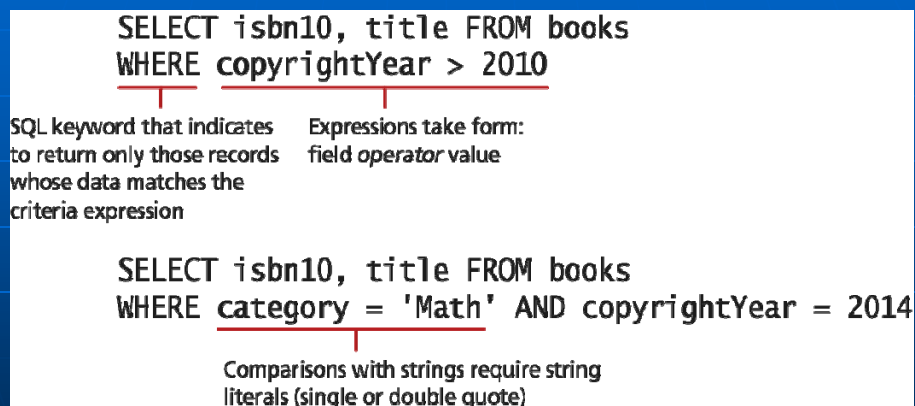 SELECT isbn10, title FROM books
WHERE copyrightYear > 2010
SQL keyword that indicates
to return only those records
whose data matches the
criteria expression
Expressions take form:
field operator value
SELECT isbn10, title FROM books
WHERE category = 'Math' AND copyrightYear = 2014
Comparisons with strings require string
literals (single or double quote)